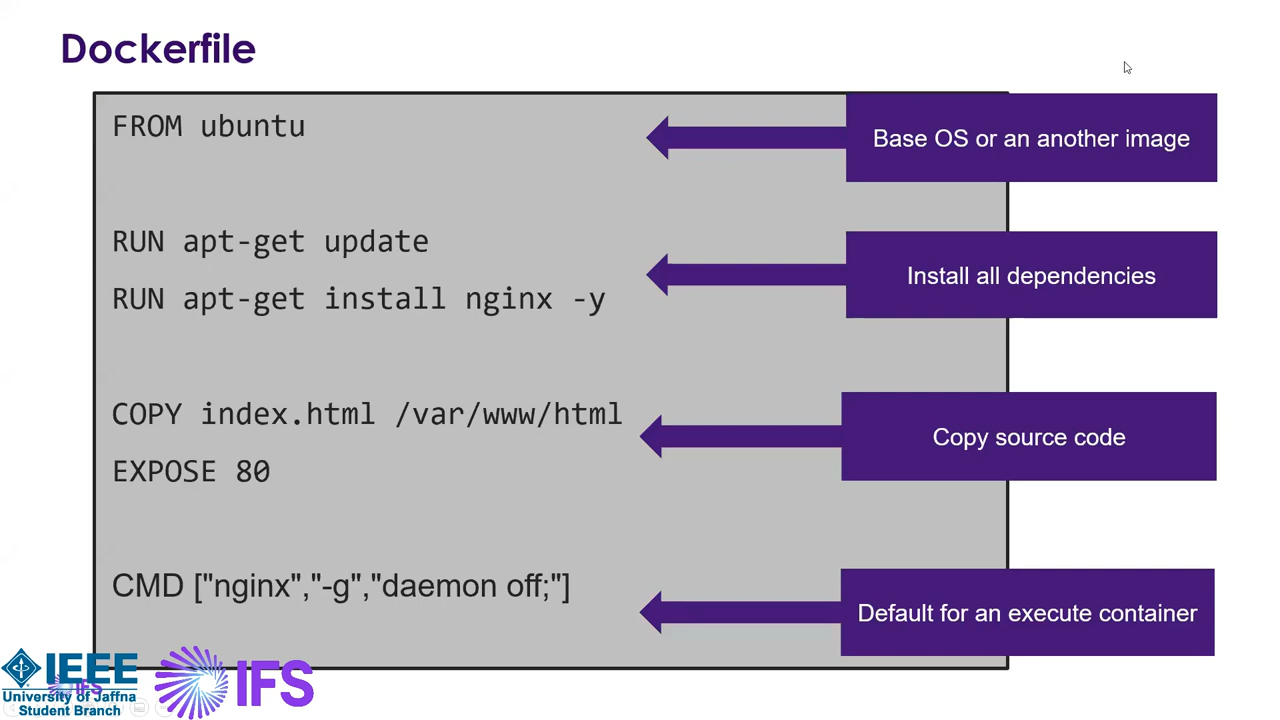 Dockerfile
FROM ubuntu
Base OS or an another image
RUN apt-get update
RUN apt-get install nginx -y
Install all dependencies
COPY index.html /var/www/html
EXPOSE 80
Copy source code
CMD ["nginx","-g","daemon off;"]
Default for an execute container
IEEE
University of Jaffna
Student Branch
IFS
IFS